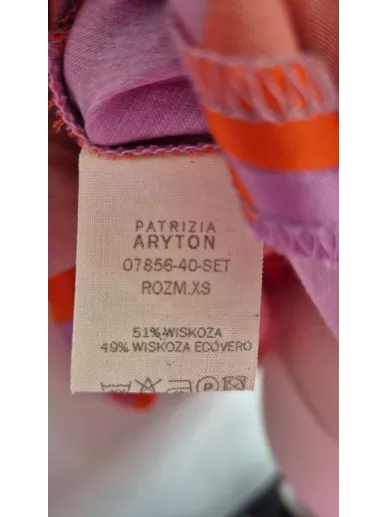 PATRIZIA
ARYTON
07856-40-SET
ROZM.XS
51% WISKOZA
49% WISKOZA ECOVERO